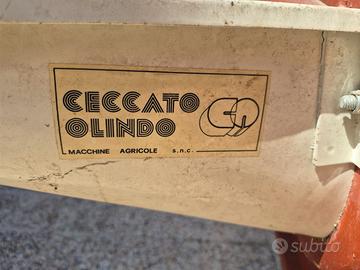 CECCATO
OLINDO
MACCHINE AGRICOLE s.n.c.
subito